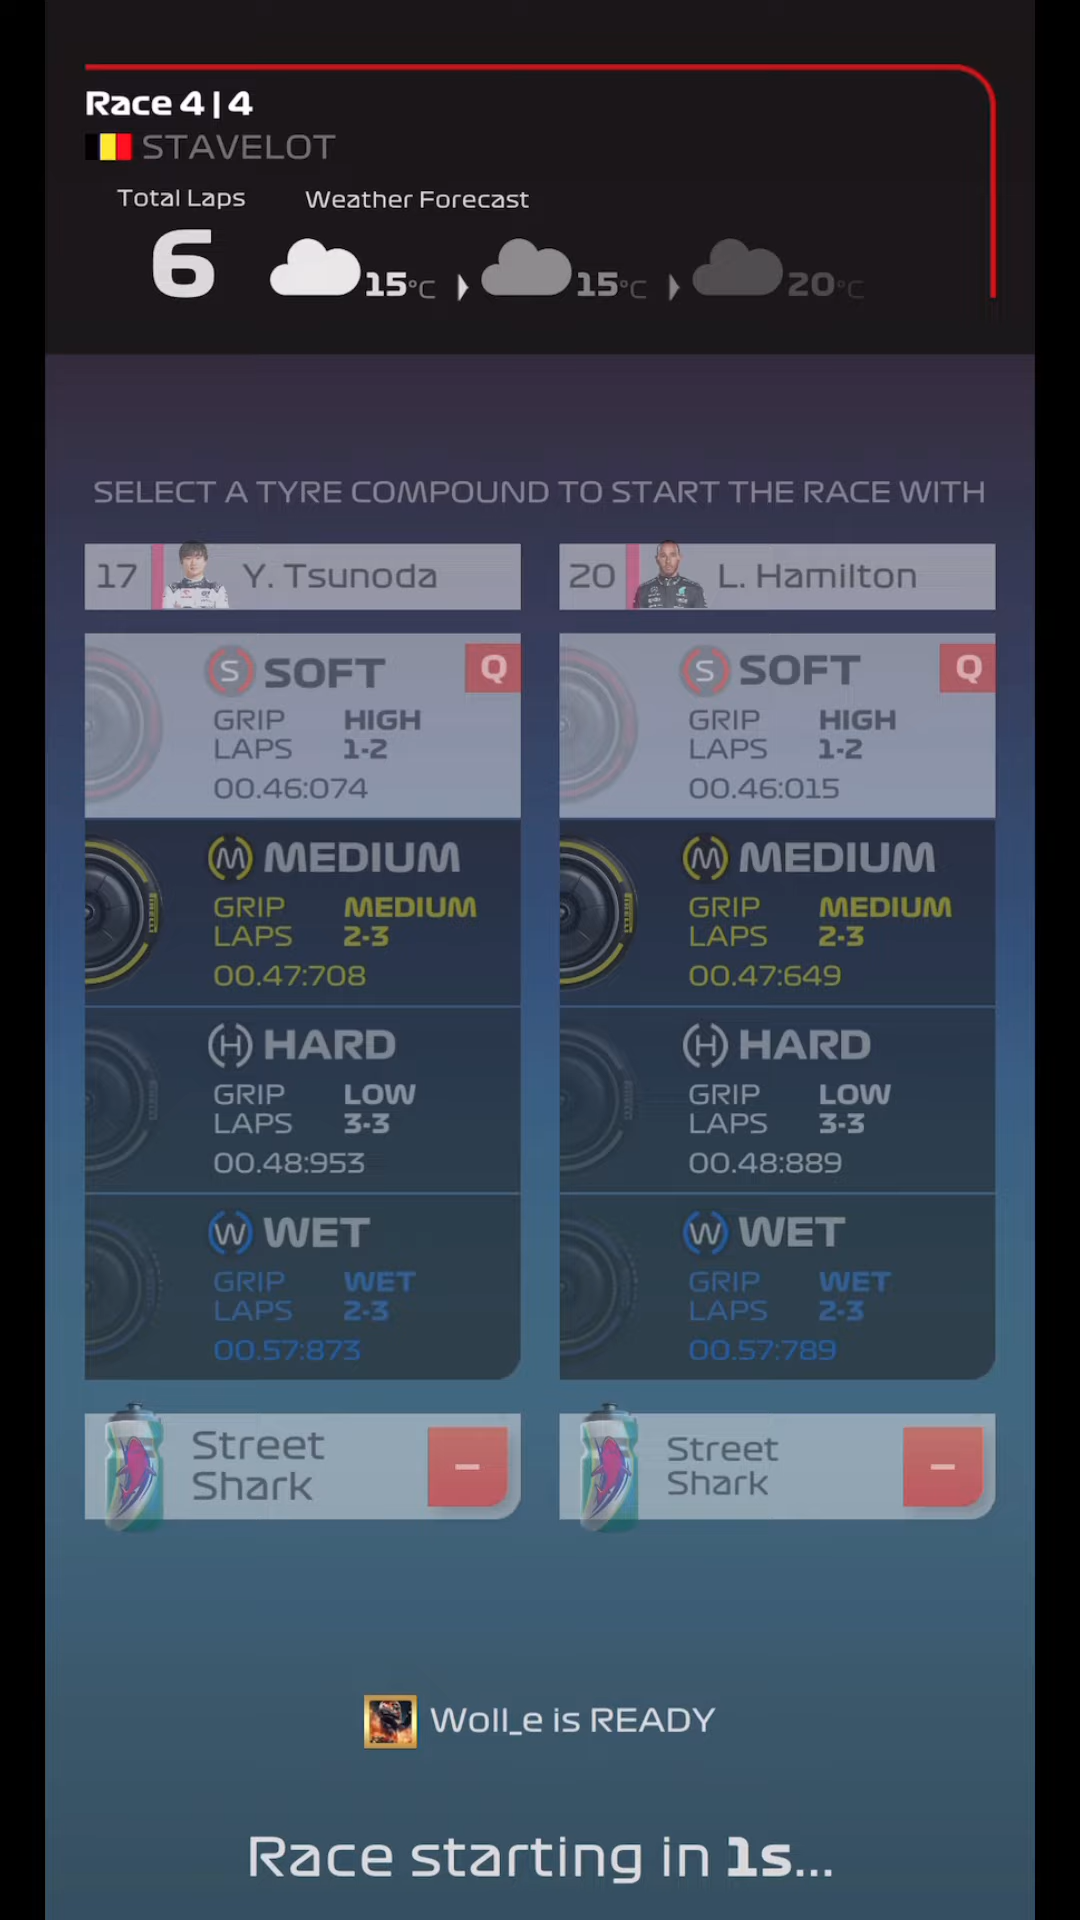 Race 4 | 4
STAVELOT
Total Laps
Weather Forecast
6
15°C
15°C
20°C
SELECT A TYRE COMPOUND TO START THE RACE WITH
17 Y. Tsunoda
S SOFT Q
GRIP HIGH
LAPS 1-2
00.46:074
M MEDIUM
GRIP MEDIUM
LAPS 2-3
00.47:708
H HARD
GRIP LOW
LAPS 3-3
00.48:953
W WET
GRIP WET
LAPS 2-3
00.57:873
Street
Shark
20 L. Hamilton
S SOFT Q
GRIP HIGH
LAPS 1-2
00.46:015
M MEDIUM
GRIP MEDIUM
LAPS 2-3
00.47:649
H HARD
GRIP LOW
LAPS 3-3
00.48:889
W WET
GRIP WET
LAPS 2-3
00.57:789
Street
Shark
Woll_e is READY
Race starting in 1s...